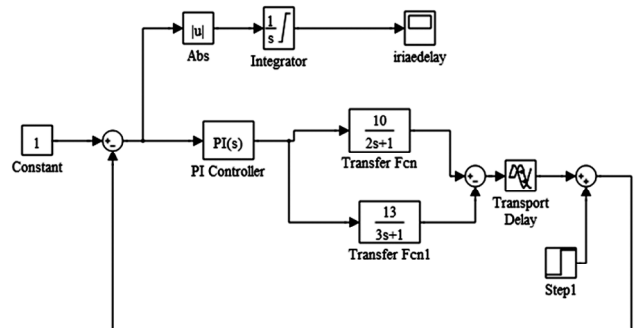 |u|
Abs
1
s
Integrator
iriaedelay
1
Constant
PI(s)
PI Controller
10
2s+1
Transfer Fcn
13
3s+1
Transfer Fcn1
Transport
Delay
Step1